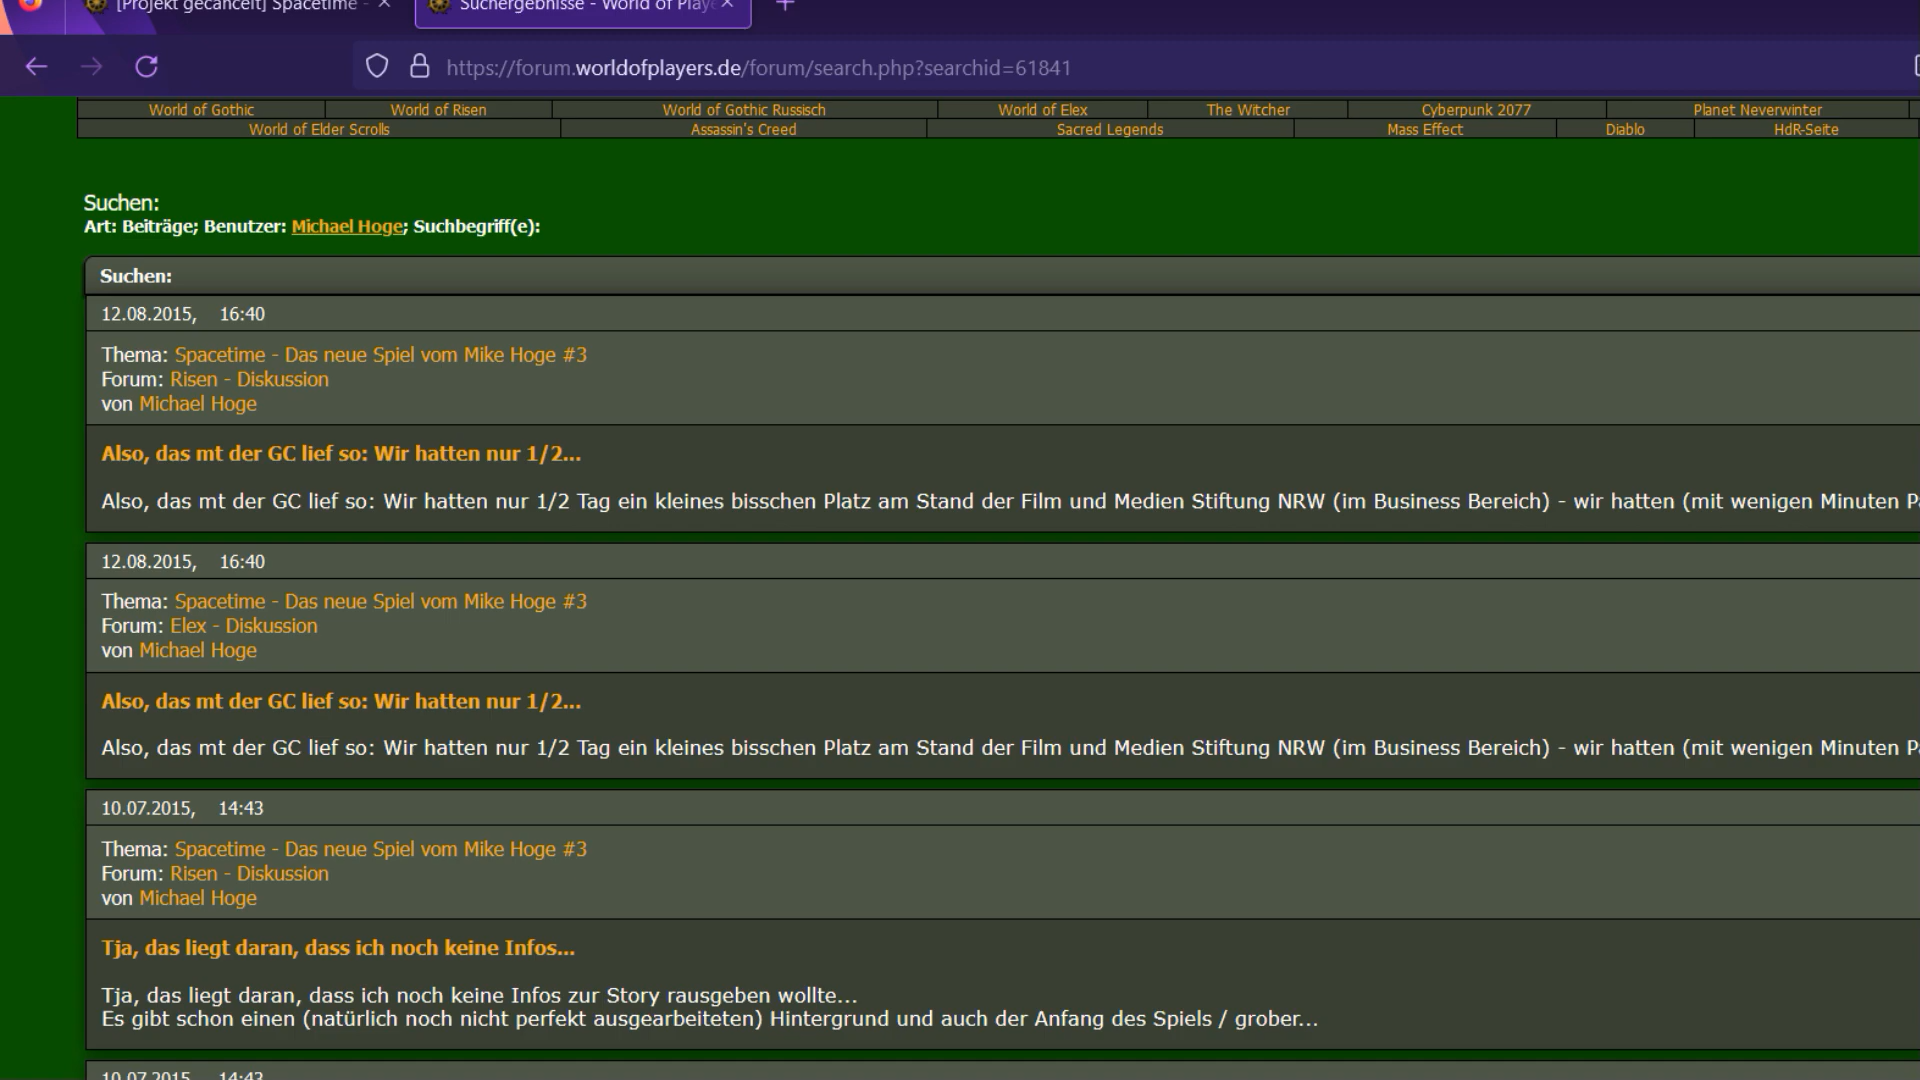 [Projekt gecancelt] Spacetime -
Suchergebnisse - World of Playe
https://forum.worldofplayers.de/forum/search.php?searchid=61841
World of Gothic World of Risen World of Gothic Russisch World of Elex The Witcher Cyberpunk 2077 Planet Neverwinter
World of Elder Scrolls Assassin's Creed Sacred Legends Mass Effect Diablo HdR-Seite
Suchen:
Art: Beiträge; Benutzer: Michael Hoge; Suchbegriff(e):
Suchen:
12.08.2015, 16:40
Thema: Spacetime - Das neue Spiel vom Mike Hoge #3
Forum: Risen - Diskussion
von Michael Hoge
Also, das mt der GC lief so: Wir hatten nur 1/2...
Also, das mt der GC lief so: Wir hatten nur 1/2 Tag ein kleines bisschen Platz am Stand der Film und Medien Stiftung NRW (im Business Bereich) - wir hatten (mit wenigen Minuten
12.08.2015, 16:40
Thema: Spacetime - Das neue Spiel vom Mike Hoge #3
Forum: Elex - Diskussion
von Michael Hoge
Also, das mt der GC lief so: Wir hatten nur 1/2...
Also, das mt der GC lief so: Wir hatten nur 1/2 Tag ein kleines bisschen Platz am Stand der Film und Medien Stiftung NRW (im Business Bereich) - wir hatten (mit wenigen Minuten
10.07.2015, 14:43
Thema: Spacetime - Das neue Spiel vom Mike Hoge #3
Forum: Risen - Diskussion
von Michael Hoge
Tja, das liegt daran, dass ich noch keine Infos...
Tja, das liegt daran, dass ich noch keine Infos zur Story rausgeben wollte...
Es gibt schon einen (natürlich noch nicht perfekt ausgearbeiteten) Hintergrund und auch der Anfang des Spiels / grober...
10.07.2015, 14:43